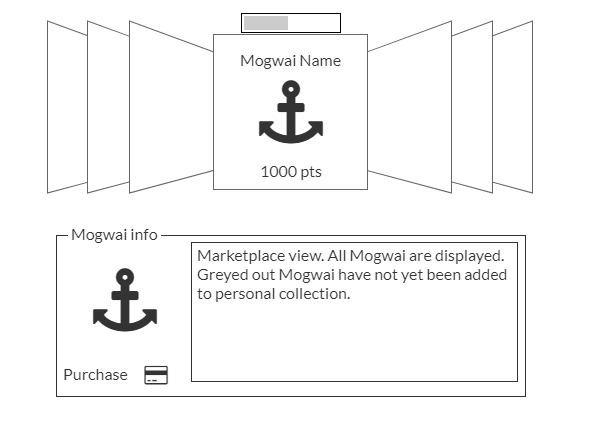 Mogwai Name
1000 pts
Mogwai info
Marketplace view. All Mogwai are displayed.
Greyed out Mogwai have not yet been added
to personal collection.
Purchase